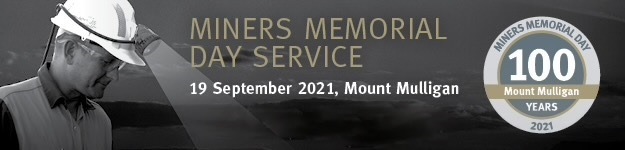 MINERS MEMORIAL
DAY SERVICE
19 September 2021, Mount Mulligan
MINERS MEMORIAL DAY
100
Mount Mulligan
YEARS
2021